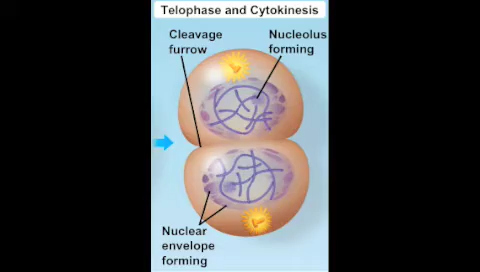 Telophase and Cytokinesis
Cleavage
furrow
Nucleolus
forming
Nuclear
envelope
forming